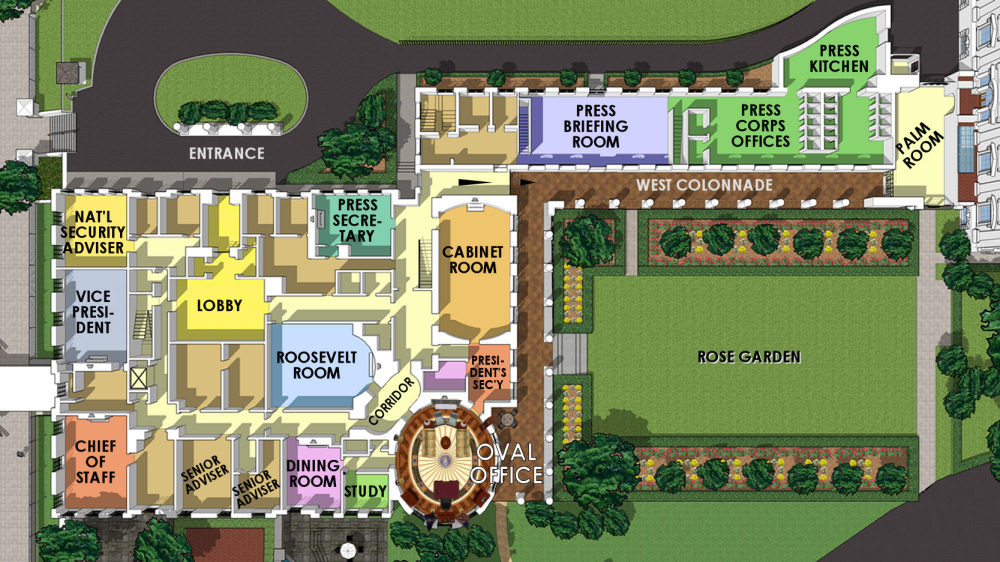 PRESS
KITCHEN
PRESS
BRIEFING
ROOM
PRESS
CORPS
OFFICES
PALM
ROOM
ENTRANCE
WEST COLONNADE
NAT'L
SECURITY
ADVISER
PRESS
SECRE-
TARY
CABINET
ROOM
VICE
PRESI-
DENT
LOBBY
ROOSEVELT
ROOM
PRESI-
DENT'S
SEC'Y
ROSE GARDEN
CORRIDOR
CHIEF
OF
STAFF
SENIOR
ADVISER
SENIOR
ADVISER
DINING
ROOM
STUDY
OVAL
OFFICE